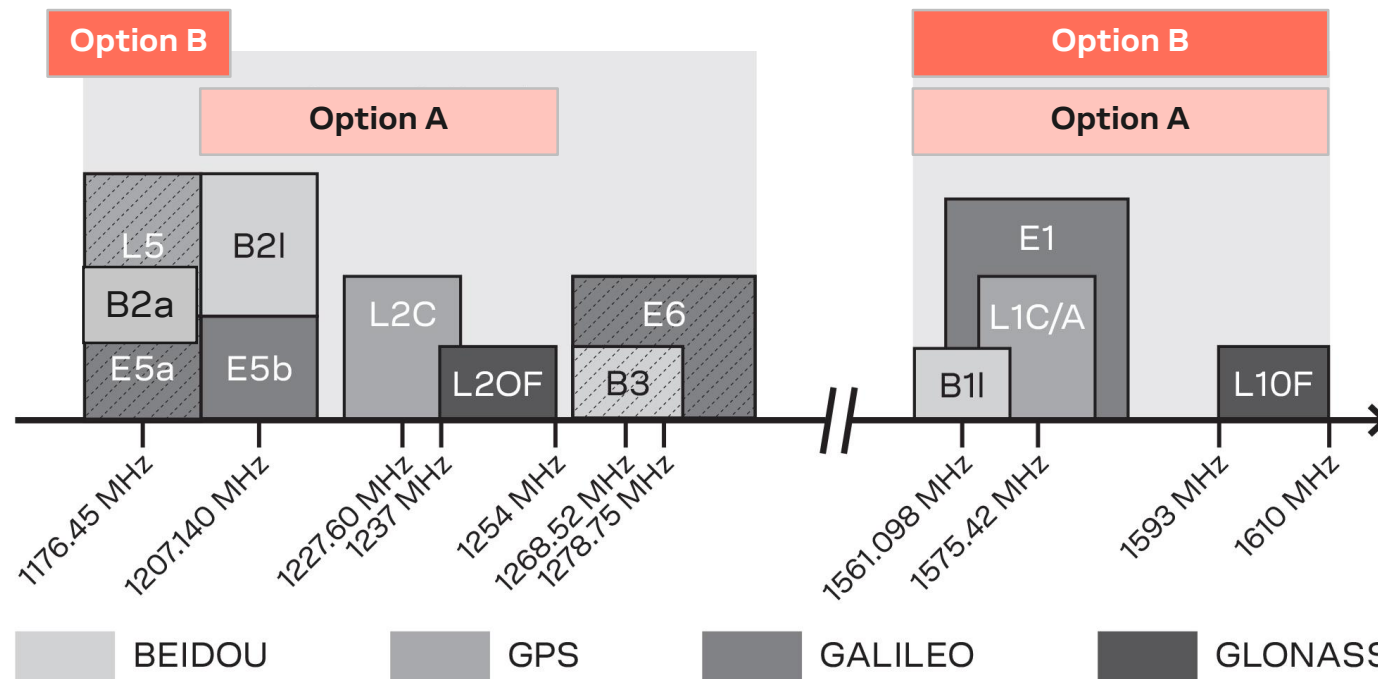 Option B
Option B
Option A
Option A
L5
B2I
E1
B2a
L2C
E6
L1C/A
E5a
E5b
L2OF
B3
B1I
L1OF
1176.45 MHz
1207.140 MHz
1227.60 MHz
1237 MHz
1254 MHz
1268.52 MHz
1278.75 MHz
1561.098 MHz
1575.42 MHz
1593 MHz
1610 MHz
BEIDOU
GPS
GALILEO
GLONASS